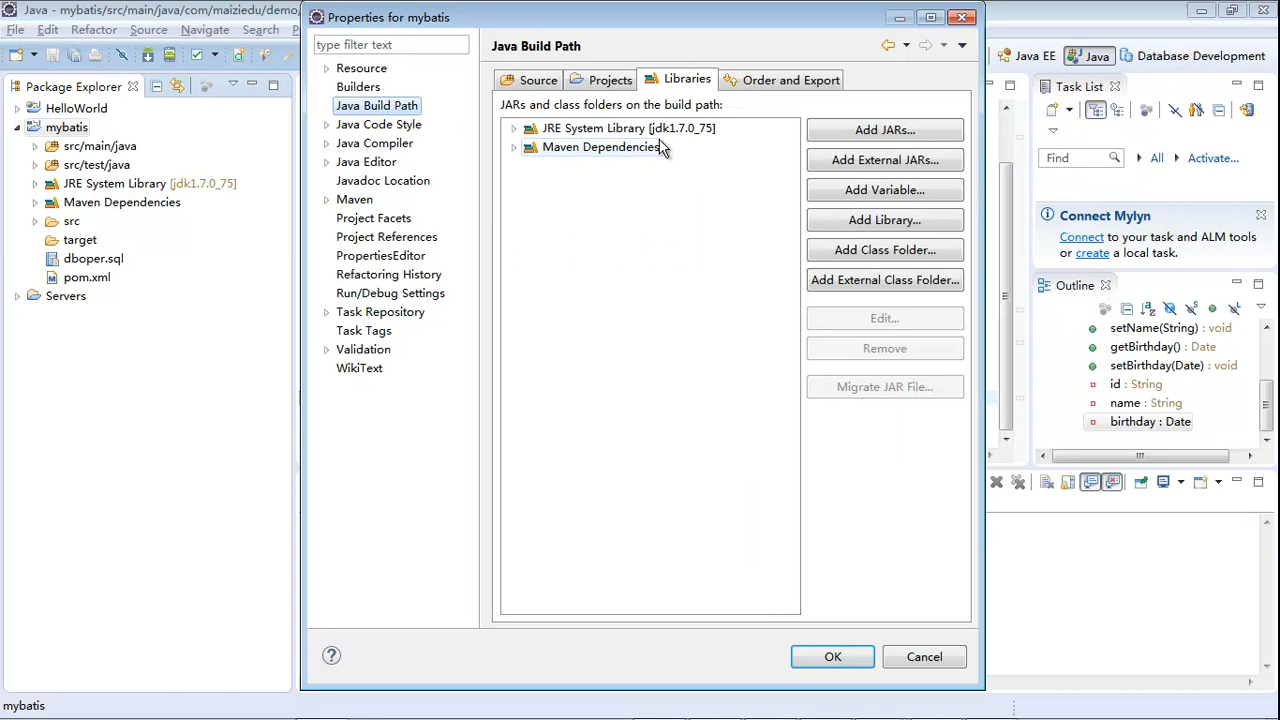 Java - mybatis/src/main/java/com/maiziedu/demo/
File Edit Refactor Source Navigate Search
Package Explorer
HelloWorld
mybatis
src/main/java
src/test/java
JRE System Library [jdk1.7.0_75]
Maven Dependencies
src
target
dboper.sql
pom.xml
Servers
mybatis
Properties for mybatis
type filter text
Resource
Builders
Java Build Path
Java Code Style
Java Compiler
Java Editor
Javadoc Location
Maven
Project Facets
Project References
PropertiesEditor
Refactoring History
Run/Debug Settings
Task Repository
Task Tags
Validation
WikiText
Java Build Path
Source Projects Libraries Order and Export
JARs and class folders on the build path:
JRE System Library [jdk1.7.0_75]
Maven Dependencies
Add JARs...
Add External JARs...
Add Variable...
Add Library...
Add Class Folder...
Add External Class Folder...
Edit...
Remove
Migrate JAR File...
OK Cancel
Java EE Java Database Development
Task List
Find All Activate...
Connect Mylyn
Connect to your task and ALM tools
or create a local task.
Outline
setName(String) : void
getBirthday() : Date
setBirthday(Date) : void
id : String
name : String
birthday : Date